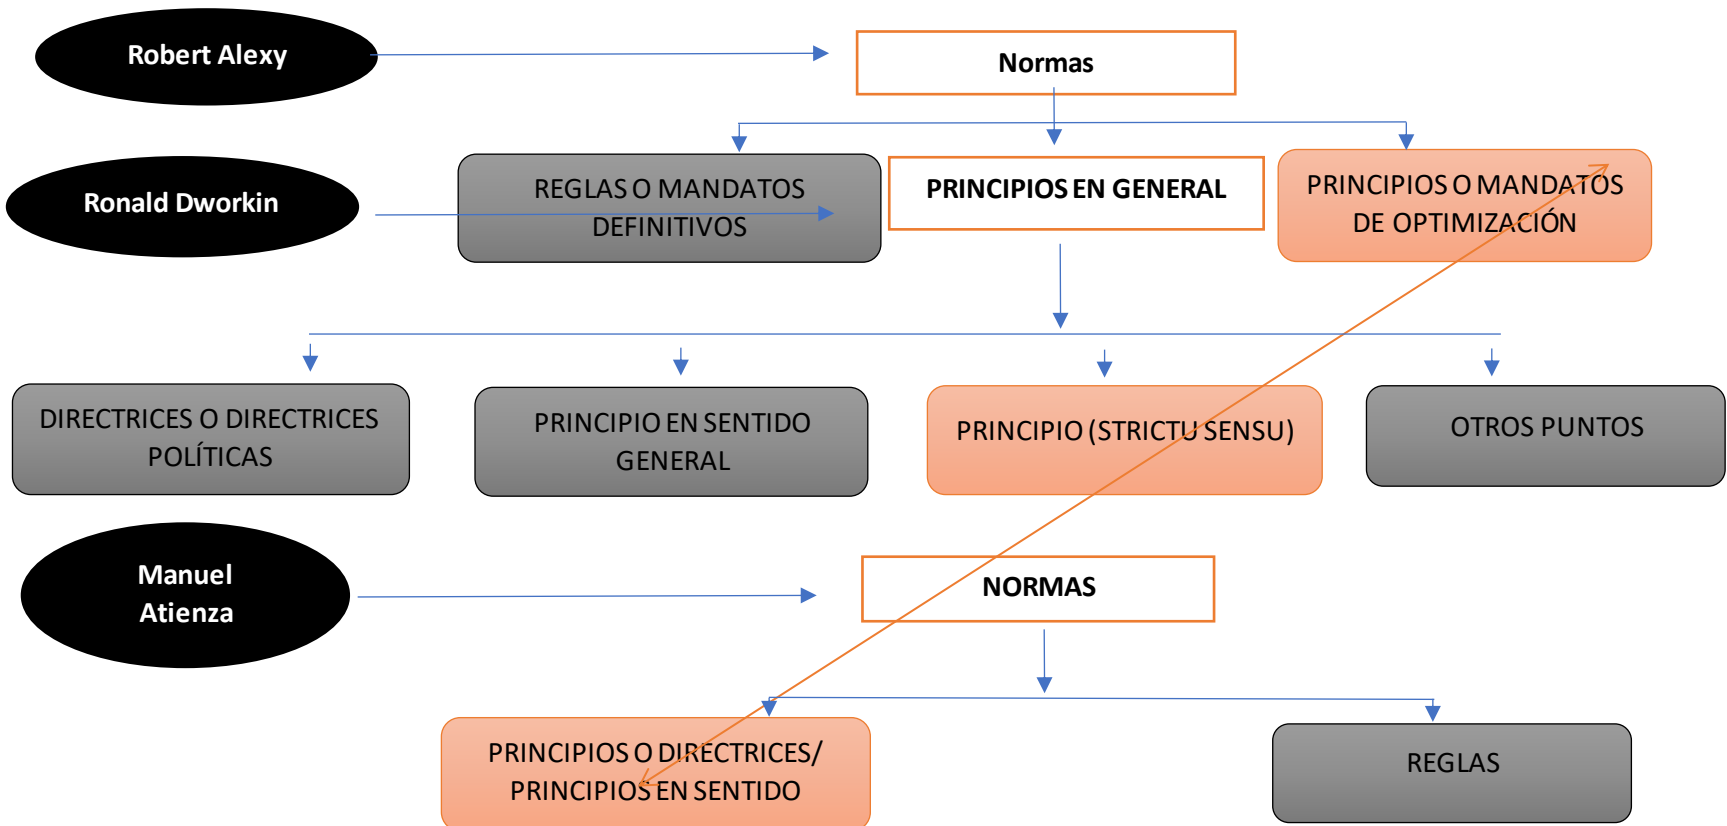 Robert Alexy
Normas
Ronald Dworkin
REGLAS O MANDATOS
DEFINITIVOS
PRINCIPIOS EN GENERAL
PRINCIPIOS O MANDATOS
DE OPTIMIZACIÓN
DIRECTRICES O DIRECTRICES
POLÍTICAS
PRINCIPIO EN SENTIDO
GENERAL
PRINCIPIO (STRICTU SENSU)
OTROS PUNTOS
Manuel
Atienza
NORMAS
PRINCIPIOS O DIRECTRICES/
PRINCIPIOS EN SENTIDO
REGLAS